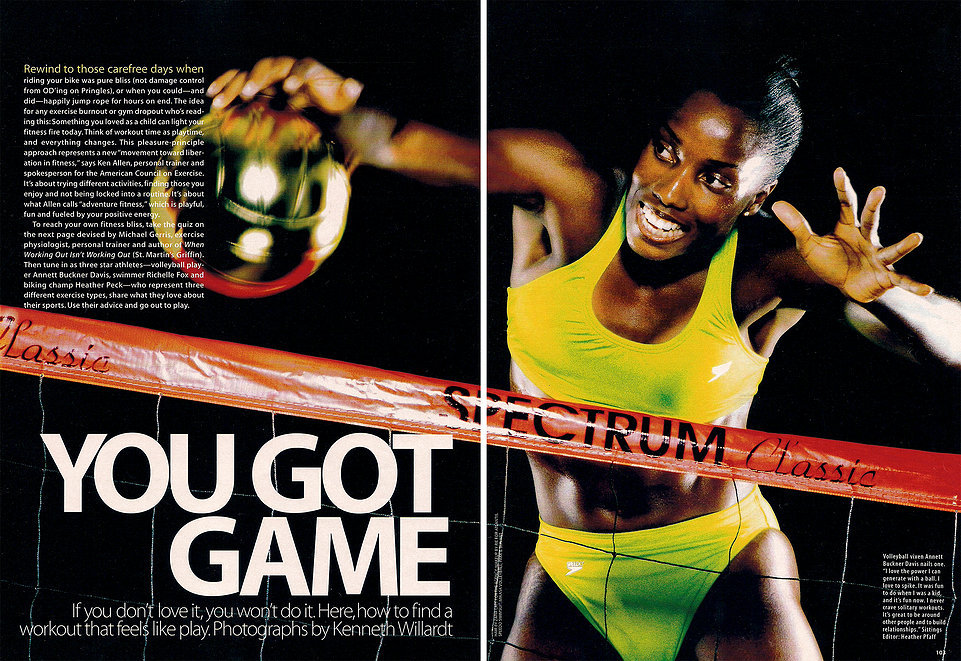 Rewind to those carefree days when
riding your bike was pure bliss (not damage control
from OD'ing on Pringles), or when you could—and
did—happily jump rope for hours on end. The idea
for any exercise burnout or gym dropout who's read-
ing this: Something you loved as a child can light your
fitness fire today. Think of workout time as playtime,
and everything changes. This pleasure-principle
approach represents a new "movement toward liber-
ation in fitness," says Ken Allen, personal trainer and
spokesperson for the American Council on Exercise.
It's about trying different activities, finding those you
enjoy and not being locked into a routine. It's about
what Allen calls "adventure fitness," which is playful,
fun and fueled by your positive energy.
To reach your own fitness bliss, take the quiz on
the next page devised by Michael Gerris, exercise
physiologist, personal trainer and author of When
Working Out Isn't Working Out (St. Martin's Griffin).
Then tune in as three star athletes—volleyball play-
er Annett Buckner Davis, swimmer Richelle Fox and
biking champ Heather Peck—who represent three
different exercise types, share what they love about
their sports. Use their advice and go out to play.
Classic
SPECTRUM Classic
YOU GOT
GAME
If you don't love it, you won't do it. Here, how to find a
workout that feels like play. Photographs by Kenneth Willardt
Volleyball vixen Annett
Buckner Davis nails one.
"I love the power I can
generate with a ball. I
love to spike. It was fun
to do when I was a kid,
and it's fun now. I never
crave solitary workouts.
It's great to be around
other people and to build
relationships." Sittings
Editor: Heather Pfaff